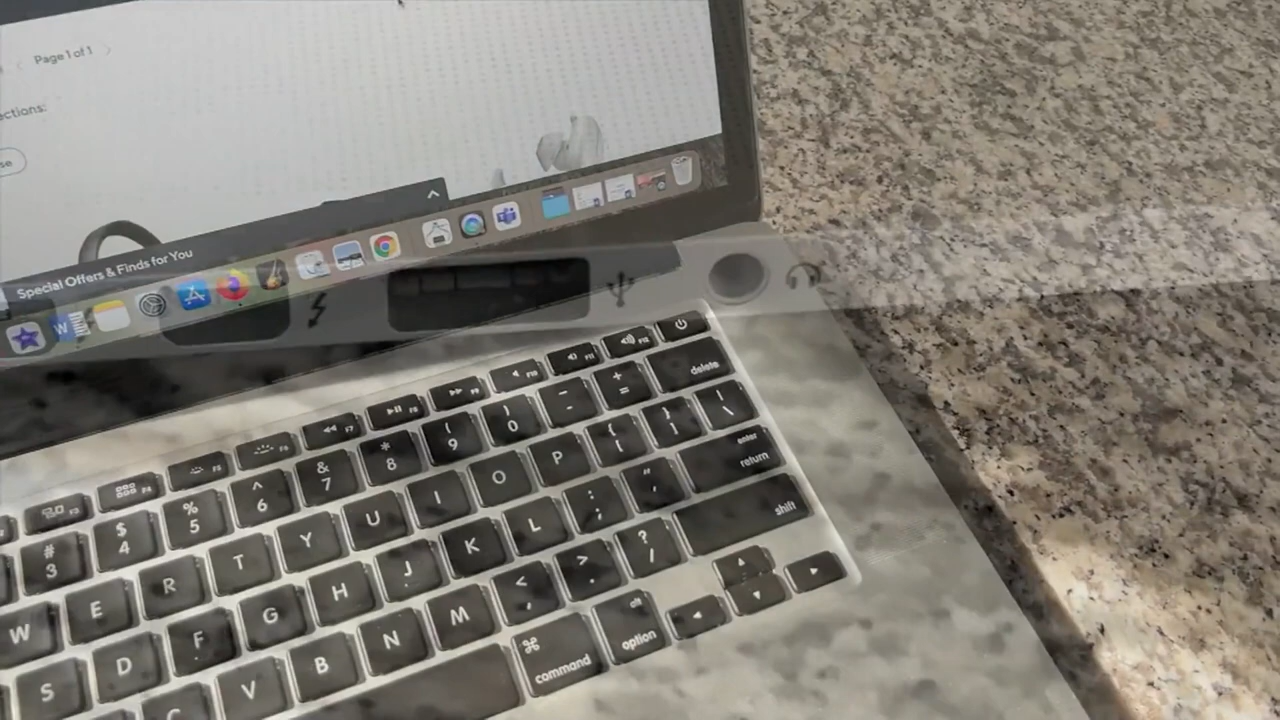 Page 1 of 1
ections:
se
Special Offers & Finds for You
W
F3 F4 F5 F6 F7 F8 F9 F10 F11 F12
# 3 $ 4 % 5 ^ 6 & 7 * 8 ( 9 ) 0 _ - + = delete
W E R T Y U I O P { [ } ] | \
S D F G H J K L : ; " ' enter return
C V B N M < , > . ? / shift
⌘ command alt option